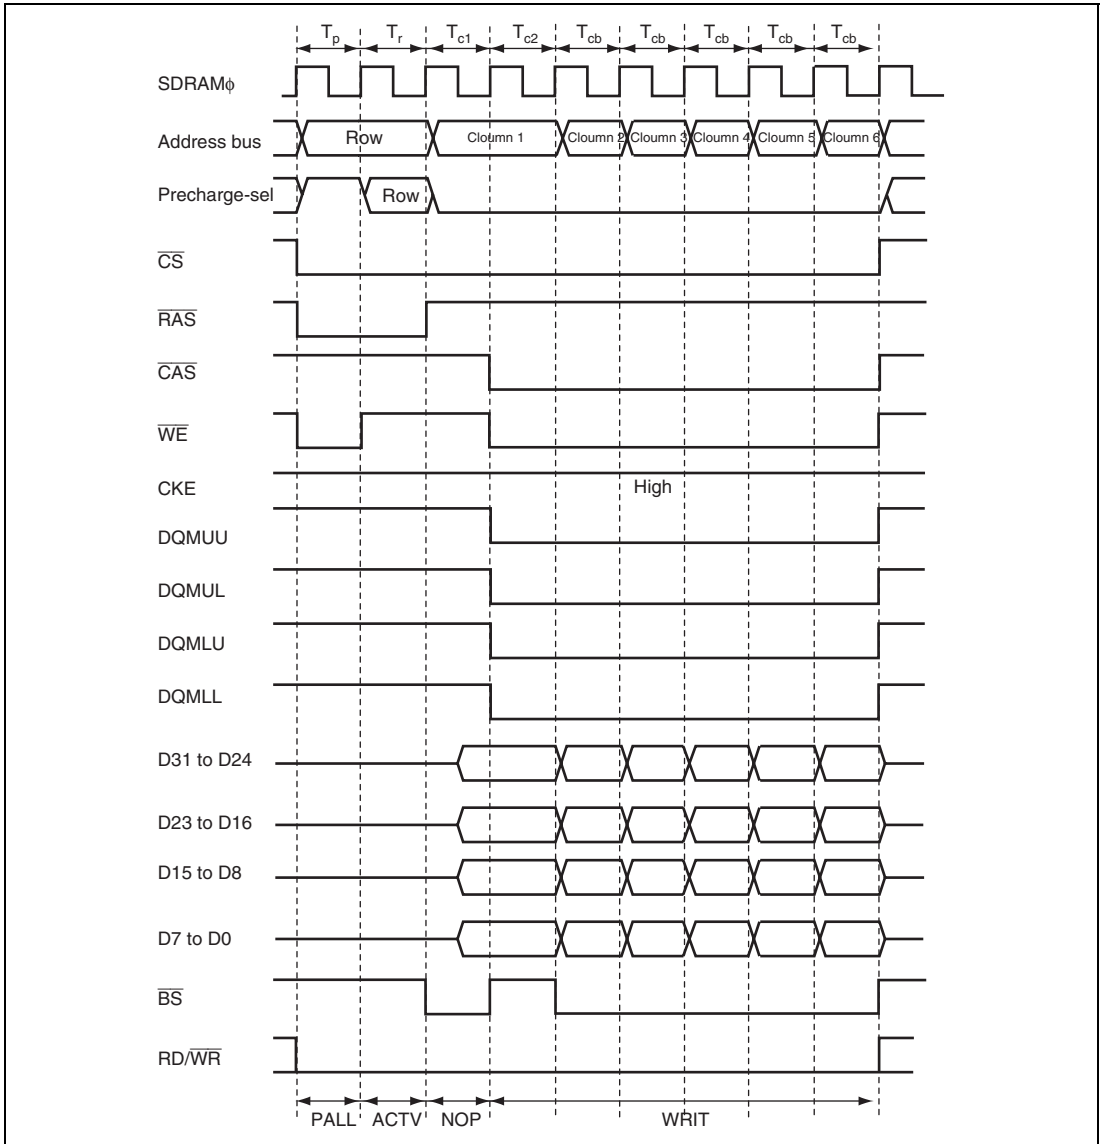 Tp Tr Tc1 Tc2 Tcb Tcb Tcb Tcb Tcb
SDRAMφ
Address bus Row Cloumn 1 Cloumn 2 Cloumn 3 Cloumn 4 Cloumn 5 Cloumn 6
Precharge-sel Row
CS
RAS
CAS
WE
CKE High
DQMUU
DQMUL
DQMLU
DQMLL
D31 to D24
D23 to D16
D15 to D8
D7 to D0
BS
RD/WR
PALL ACTV NOP WRIT